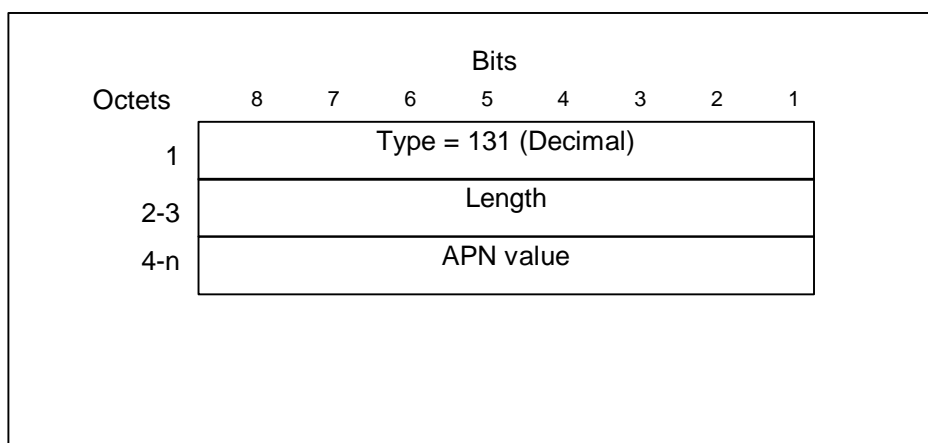 Bits
Octets 8 7 6 5 4 3 2 1
1 Type = 131 (Decimal)
2-3 Length
4-n APN value